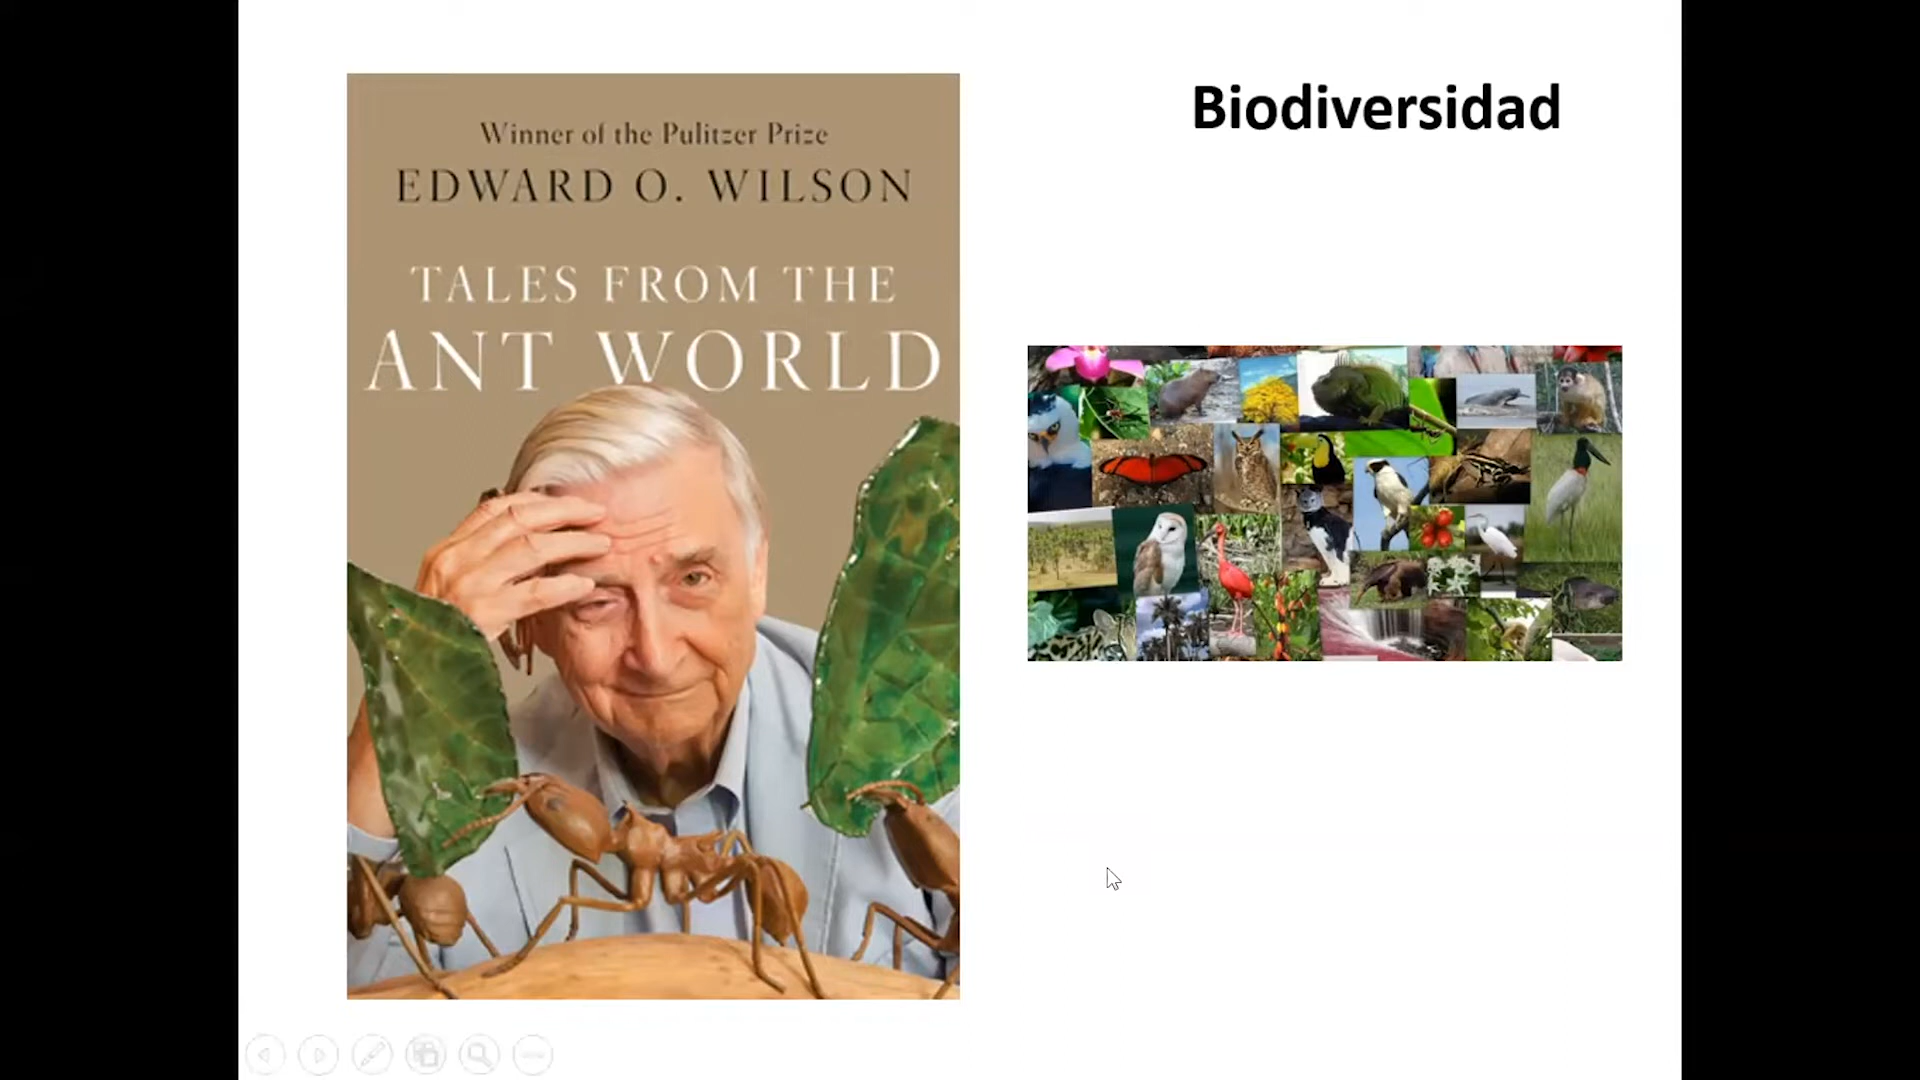 Winner of the Pulitzer Prize
EDWARD O. WILSON
TALES FROM THE
ANT WORLD
Biodiversidad